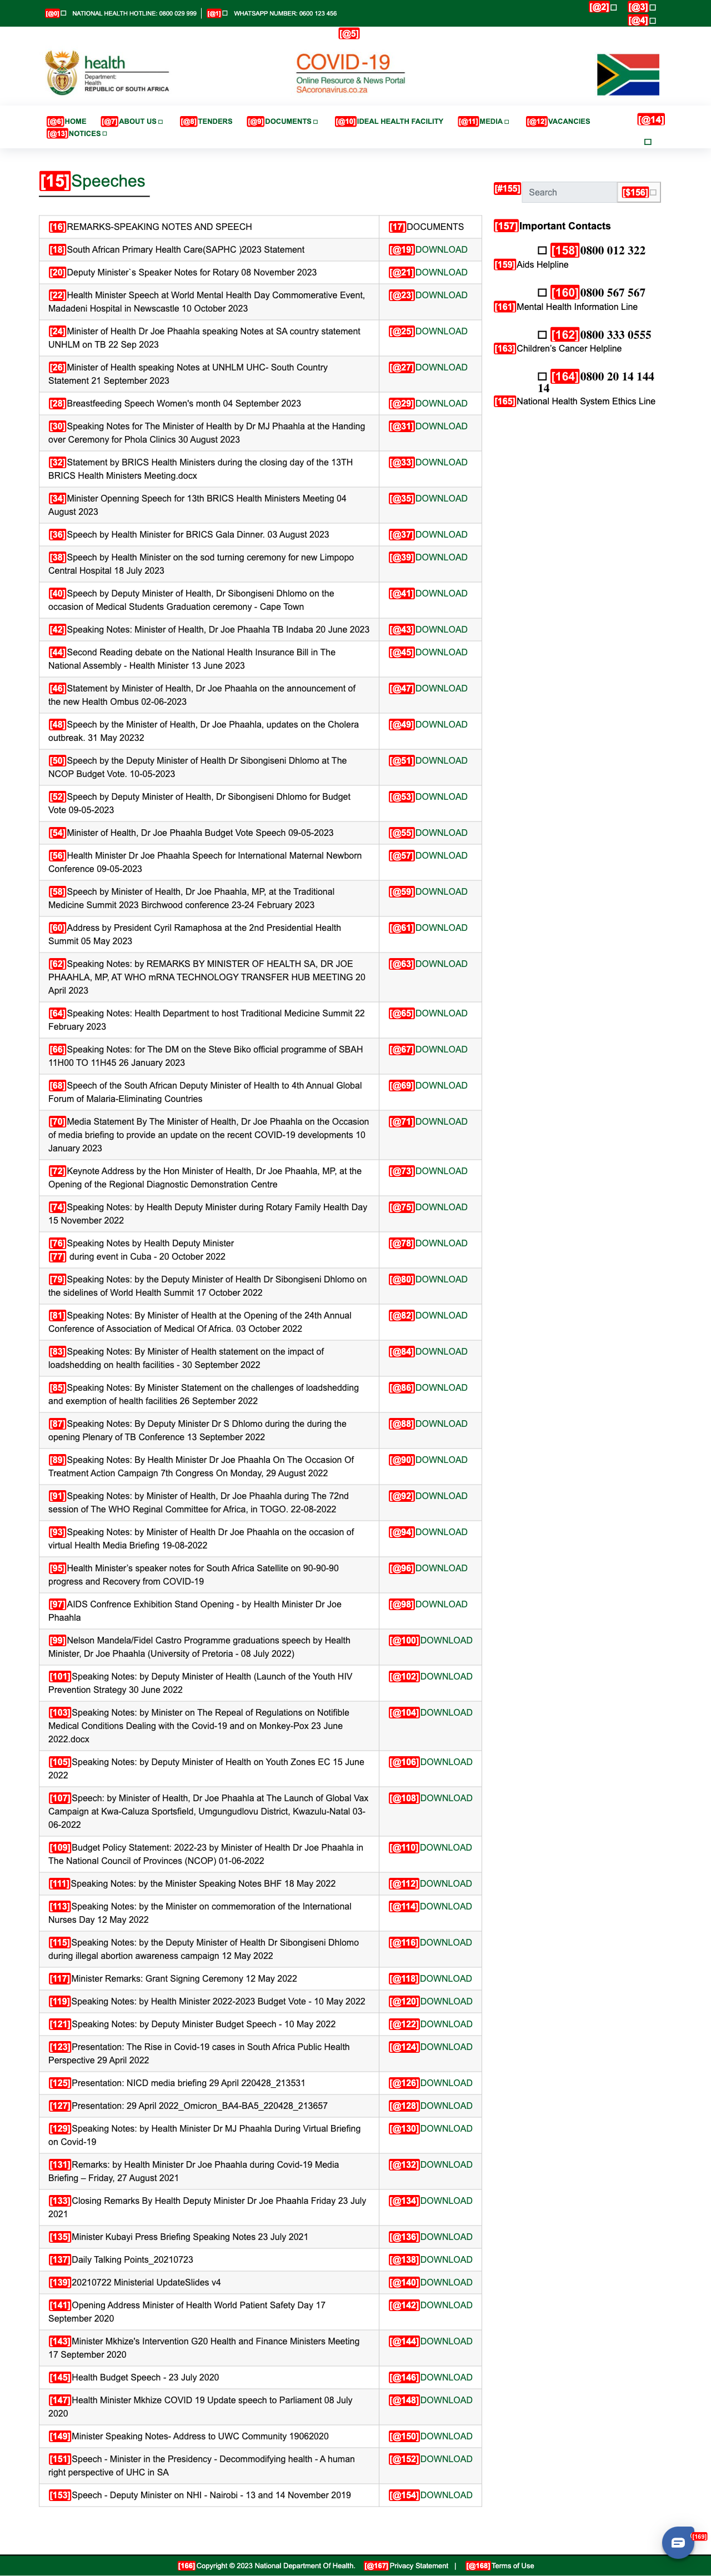 [@0] NATIONAL HEALTH HOTLINE: 0800 029 999 [@1] WHATSAPP NUMBER: 0600 123 456 [@2] [@3]
[@4]
[@5]
health
Department:
Health
REPUBLIC OF SOUTH AFRICA
COVID-19
Online Resource & News Portal
SAcoronavirus.co.za
[@6]HOME [@7]ABOUT US [@8]TENDERS [@9]DOCUMENTS [@10]IDEAL HEALTH FACILITY [@11]MEDIA [@12]VACANCIES [@14]
[@13]NOTICES
[15]Speeches
[#155] Search [$156]
[157]Important Contacts
[158]0800 012 322
[159]Aids Helpline
[160]0800 567 567
[161]Mental Health Information Line
[162]0800 333 0555
[163]Children's Cancer Helpline
[164]0800 20 14 144
14
[165]National Health System Ethics Line
[16]REMARKS-SPEAKING NOTES AND SPEECH [17]DOCUMENTS
[18]South African Primary Health Care(SAPHC )2023 Statement [@19]DOWNLOAD
[20]Deputy Minister`s Speaker Notes for Rotary 08 November 2023 [@21]DOWNLOAD
[22]Health Minister Speech at World Mental Health Day Commomerative Event, [@23]DOWNLOAD
Madadeni Hospital in Newscastle 10 October 2023
[24]Minister of Health Dr Joe Phaahla speaking Notes at SA country statement [@25]DOWNLOAD
UNHLM on TB 22 Sep 2023
[26]Minister of Health speaking Notes at UNHLM UHC- South Country [@27]DOWNLOAD
Statement 21 September 2023
[28]Breastfeeding Speech Women's month 04 September 2023 [@29]DOWNLOAD
[30]Speaking Notes for The Minister of Health by Dr MJ Phaahla at the Handing [@31]DOWNLOAD
over Ceremony for Phola Clinics 30 August 2023
[32]Statement by BRICS Health Ministers during the closing day of the 13TH [@33]DOWNLOAD
BRICS Health Ministers Meeting.docx
[34]Minister Openning Speech for 13th BRICS Health Ministers Meeting 04 [@35]DOWNLOAD
August 2023
[36]Speech by Health Minister for BRICS Gala Dinner. 03 August 2023 [@37]DOWNLOAD
[38]Speech by Health Minister on the sod turning ceremony for new Limpopo [@39]DOWNLOAD
Central Hospital 18 July 2023
[40]Speech by Deputy Minister of Health, Dr Sibongiseni Dhlomo on the [@41]DOWNLOAD
occasion of Medical Students Graduation ceremony - Cape Town
[42]Speaking Notes: Minister of Health, Dr Joe Phaahla TB Indaba 20 June 2023 [@43]DOWNLOAD
[44]Second Reading debate on the National Health Insurance Bill in The [@45]DOWNLOAD
National Assembly - Health Minister 13 June 2023
[46]Statement by Minister of Health, Dr Joe Phaahla on the announcement of [@47]DOWNLOAD
the new Health Ombus 02-06-2023
[48]Speech by the Minister of Health, Dr Joe Phaahla, updates on the Cholera [@49]DOWNLOAD
outbreak. 31 May 20232
[50]Speech by the Deputy Minister of Health Dr Sibongiseni Dhlomo at The [@51]DOWNLOAD
NCOP Budget Vote. 10-05-2023
[52]Speech by Deputy Minister of Health, Dr Sibongiseni Dhlomo for Budget [@53]DOWNLOAD
Vote 09-05-2023
[54]Minister of Health, Dr Joe Phaahla Budget Vote Speech 09-05-2023 [@55]DOWNLOAD
[56]Health Minister Dr Joe Phaahla Speech for International Maternal Newborn [@57]DOWNLOAD
Conference 09-05-2023
[58]Speech by Minister of Health, Dr Joe Phaahla, MP, at the Traditional [@59]DOWNLOAD
Medicine Summit 2023 Birchwood conference 23-24 February 2023
[60]Address by President Cyril Ramaphosa at the 2nd Presidential Health [@61]DOWNLOAD
Summit 05 May 2023
[62]Speaking Notes: by REMARKS BY MINISTER OF HEALTH SA, DR JOE [@63]DOWNLOAD
PHAAHLA, MP, AT WHO mRNA TECHNOLOGY TRANSFER HUB MEETING 20
April 2023
[64]Speaking Notes: Health Department to host Traditional Medicine Summit 22 [@65]DOWNLOAD
February 2023
[66]Speaking Notes: for The DM on the Steve Biko official programme of SBAH [@67]DOWNLOAD
11H00 TO 11H45 26 January 2023
[68]Speech of the South African Deputy Minister of Health to 4th Annual Global [@69]DOWNLOAD
Forum of Malaria-Eliminating Countries
[70]Media Statement By The Minister of Health, Dr Joe Phaahla on the Occasion [@71]DOWNLOAD
of media briefing to provide an update on the recent COVID-19 developments 10
January 2023
[72]Keynote Address by the Hon Minister of Health, Dr Joe Phaahla, MP, at the [@73]DOWNLOAD
Opening of the Regional Diagnostic Demonstration Centre
[74]Speaking Notes: by Health Deputy Minister during Rotary Family Health Day [@75]DOWNLOAD
15 November 2022
[76]Speaking Notes by Health Deputy Minister [@78]DOWNLOAD
[77] during event in Cuba - 20 October 2022
[79]Speaking Notes: by the Deputy Minister of Health Dr Sibongiseni Dhlomo on [@80]DOWNLOAD
the sidelines of World Health Summit 17 October 2022
[81]Speaking Notes: By Minister of Health at the Opening of the 24th Annual [@82]DOWNLOAD
Conference of Association of Medical Of Africa. 03 October 2022
[83]Speaking Notes: By Minister of Health statement on the impact of [@84]DOWNLOAD
loadshedding on health facilities - 30 September 2022
[85]Speaking Notes: By Minister Statement on the challenges of loadshedding [@86]DOWNLOAD
and exemption of health facilities 26 September 2022
[87]Speaking Notes: By Deputy Minister Dr S Dhlomo during the during the [@88]DOWNLOAD
opening Plenary of TB Conference 13 September 2022
[89]Speaking Notes: By Health Minister Dr Joe Phaahla On The Occasion Of [@90]DOWNLOAD
Treatment Action Campaign 7th Congress On Monday, 29 August 2022
[91]Speaking Notes: by Minister of Health, Dr Joe Phaahla during The 72nd [@92]DOWNLOAD
session of The WHO Reginal Committee for Africa, in TOGO. 22-08-2022
[93]Speaking Notes: by Minister of Health Dr Joe Phaahla on the occasion of [@94]DOWNLOAD
virtual Health Media Briefing 19-08-2022
[95]Health Minister's speaker notes for South Africa Satellite on 90-90-90 [@96]DOWNLOAD
progress and Recovery from COVID-19
[97]AIDS Confrence Exhibition Stand Opening - by Health Minister Dr Joe [@98]DOWNLOAD
Phaahla
[99]Nelson Mandela/Fidel Castro Programme graduations speech by Health [@100]DOWNLOAD
Minister, Dr Joe Phaahla (University of Pretoria - 08 July 2022)
[101]Speaking Notes: by Deputy Minister of Health (Launch of the Youth HIV [@102]DOWNLOAD
Prevention Strategy 30 June 2022
[103]Speaking Notes: by Minister on The Repeal of Regulations on Notifible [@104]DOWNLOAD
Medical Conditions Dealing with the Covid-19 and on Monkey-Pox 23 June
2022.docx
[105]Speaking Notes: by Deputy Minister of Health on Youth Zones EC 15 June [@106]DOWNLOAD
2022
[107]Speech: by Minister of Health, Dr Joe Phaahla at The Launch of Global Vax [@108]DOWNLOAD
Campaign at Kwa-Caluza Sportsfield, Umgungudlovu District, Kwazulu-Natal 03-
06-2022
[109]Budget Policy Statement: 2022-23 by Minister of Health Dr Joe Phaahla in [@110]DOWNLOAD
The National Council of Provinces (NCOP) 01-06-2022
[111]Speaking Notes: by the Minister Speaking Notes BHF 18 May 2022 [@112]DOWNLOAD
[113]Speaking Notes: by the Minister on commemoration of the International [@114]DOWNLOAD
Nurses Day 12 May 2022
[115]Speaking Notes: by the Deputy Minister of Health Dr Sibongiseni Dhlomo [@116]DOWNLOAD
during illegal abortion awareness campaign 12 May 2022
[117]Minister Remarks: Grant Signing Ceremony 12 May 2022 [@118]DOWNLOAD
[119]Speaking Notes: by Health Minister 2022-2023 Budget Vote - 10 May 2022 [@120]DOWNLOAD
[121]Speaking Notes: by Deputy Minister Budget Speech - 10 May 2022 [@122]DOWNLOAD
[123]Presentation: The Rise in Covid-19 cases in South Africa Public Health [@124]DOWNLOAD
Perspective 29 April 2022
[125]Presentation: NICD media briefing 29 April 220428_213531 [@126]DOWNLOAD
[127]Presentation: 29 April 2022_Omicron_BA4-BA5_220428_213657 [@128]DOWNLOAD
[129]Speaking Notes: by Health Minister Dr MJ Phaahla During Virtual Briefing [@130]DOWNLOAD
on Covid-19
[131]Remarks: by Health Minister Dr Joe Phaahla during Covid-19 Media [@132]DOWNLOAD
Briefing – Friday, 27 August 2021
[133]Closing Remarks By Health Deputy Minister Dr Joe Phaahla Friday 23 July [@134]DOWNLOAD
2021
[135]Minister Kubayi Press Briefing Speaking Notes 23 July 2021 [@136]DOWNLOAD
[137]Daily Talking Points_20210723 [@138]DOWNLOAD
[139]20210722 Ministerial UpdateSlides v4 [@140]DOWNLOAD
[141]Opening Address Minister of Health World Patient Safety Day 17 [@142]DOWNLOAD
September 2020
[143]Minister Mkhize's Intervention G20 Health and Finance Ministers Meeting [@144]DOWNLOAD
17 September 2020
[145]Health Budget Speech - 23 July 2020 [@146]DOWNLOAD
[147]Health Minister Mkhize COVID 19 Update speech to Parliament 08 July [@148]DOWNLOAD
2020
[149]Minister Speaking Notes- Address to UWC Community 19062020 [@150]DOWNLOAD
[151]Speech - Minister in the Presidency - Decommodifying health - A human [@152]DOWNLOAD
right perspective of UHC in SA
[153]Speech - Deputy Minister on NHI - Nairobi - 13 and 14 November 2019 [@154]DOWNLOAD
[169]
[166]Copyright © 2023 National Department Of Health. [@167]Privacy Statement | [@168]Terms of Use